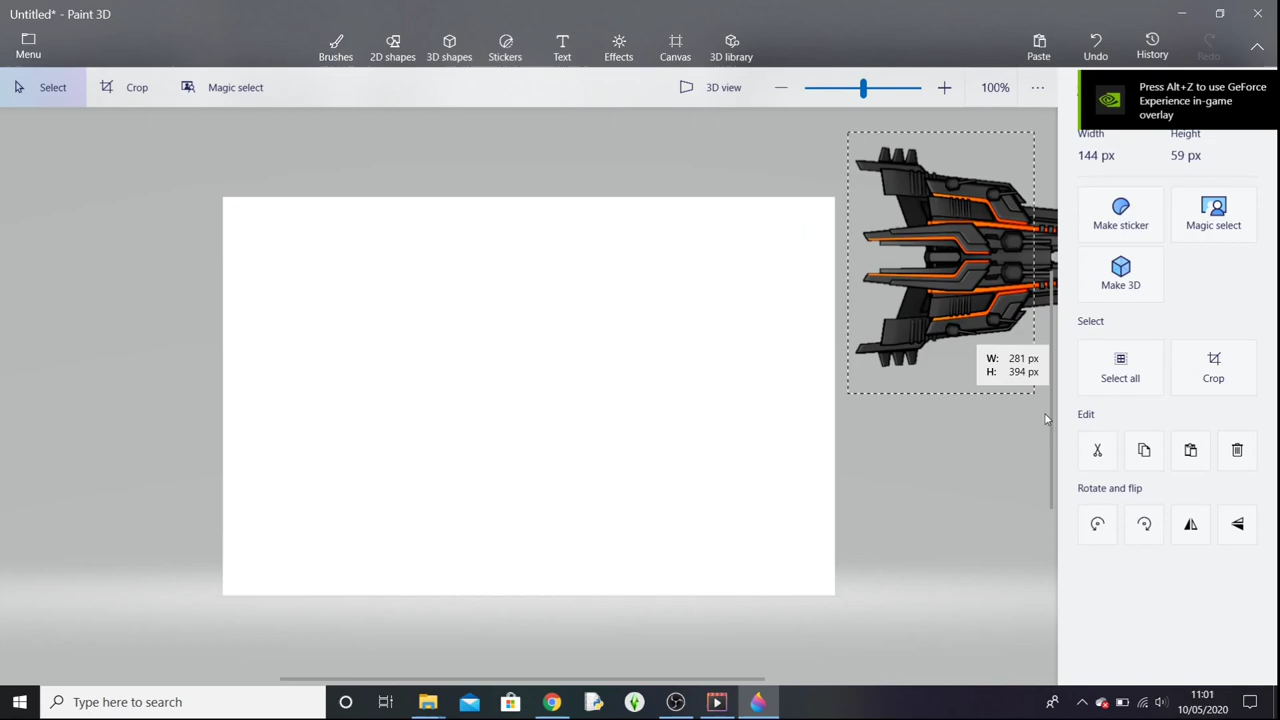 Untitled* - Paint 3D
Menu
Brushes
2D shapes
3D shapes
Stickers
Text
Effects
Canvas
3D library
Paste
Undo
History
Redo
Select
Crop
Magic select
3D view
100%
Press Alt+Z to use GeForce
Experience in-game
overlay
Width
Height
144 px
59 px
Make sticker
Magic select
Make 3D
Select
W: 281 px
H: 394 px
Select all
Crop
Edit
Rotate and flip
Type here to search
11:01
10/05/2020